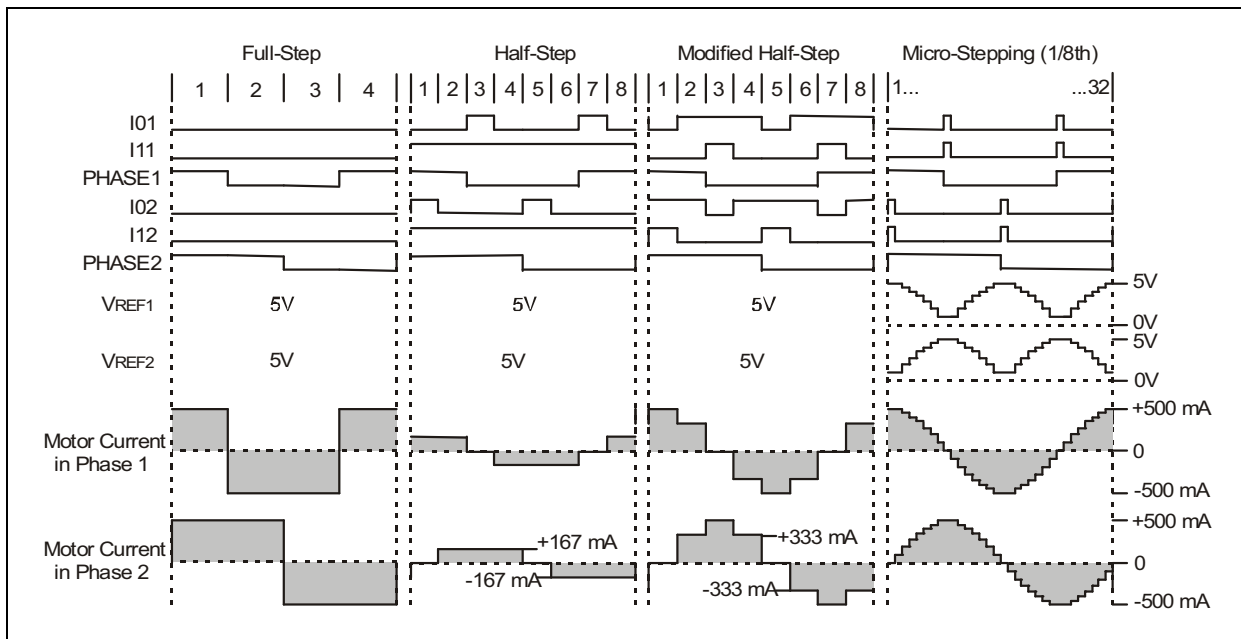 Full-Step Half-Step Modified Half-Step Micro-Stepping (1/8th)
1 2 3 4 1 2 3 4 5 6 7 8 1 2 3 4 5 6 7 8 1... ...32
I01
I11
PHASE1
I02
I12
PHASE2
VREF1 5V 5V 5V 5V
0V
VREF2 5V 5V 5V 5V
0V
+500 mA
Motor Current
in Phase 1
0
-500 mA
+500 mA
Motor Current
in Phase 2
+167 mA +333 mA
0
-167 mA -333 mA
-500 mA